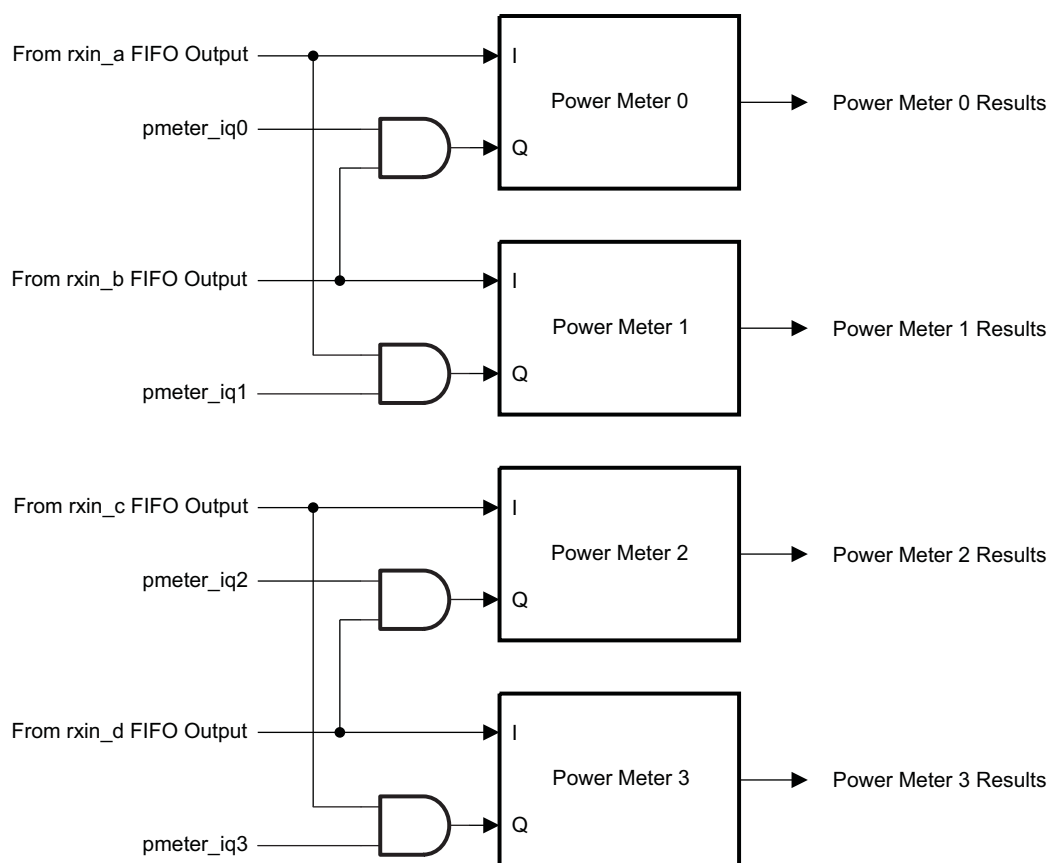 From rxin_a FIFO Output
I
Power Meter 0
Power Meter 0 Results
pmeter_iq0
Q
From rxin_b FIFO Output
I
Power Meter 1
Power Meter 1 Results
Q
pmeter_iq1
From rxin_c FIFO Output
I
Power Meter 2
Power Meter 2 Results
pmeter_iq2
Q
From rxin_d FIFO Output
I
Power Meter 3
Power Meter 3 Results
Q
pmeter_iq3